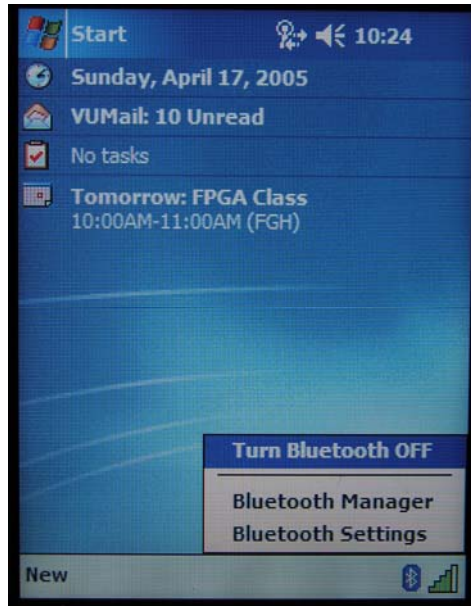 Start 10:24
Sunday, April 17, 2005
VUMail: 10 Unread
No tasks
Tomorrow: FPGA Class
10:00AM-11:00AM (FGH)
Turn Bluetooth OFF
Bluetooth Manager
Bluetooth Settings
New